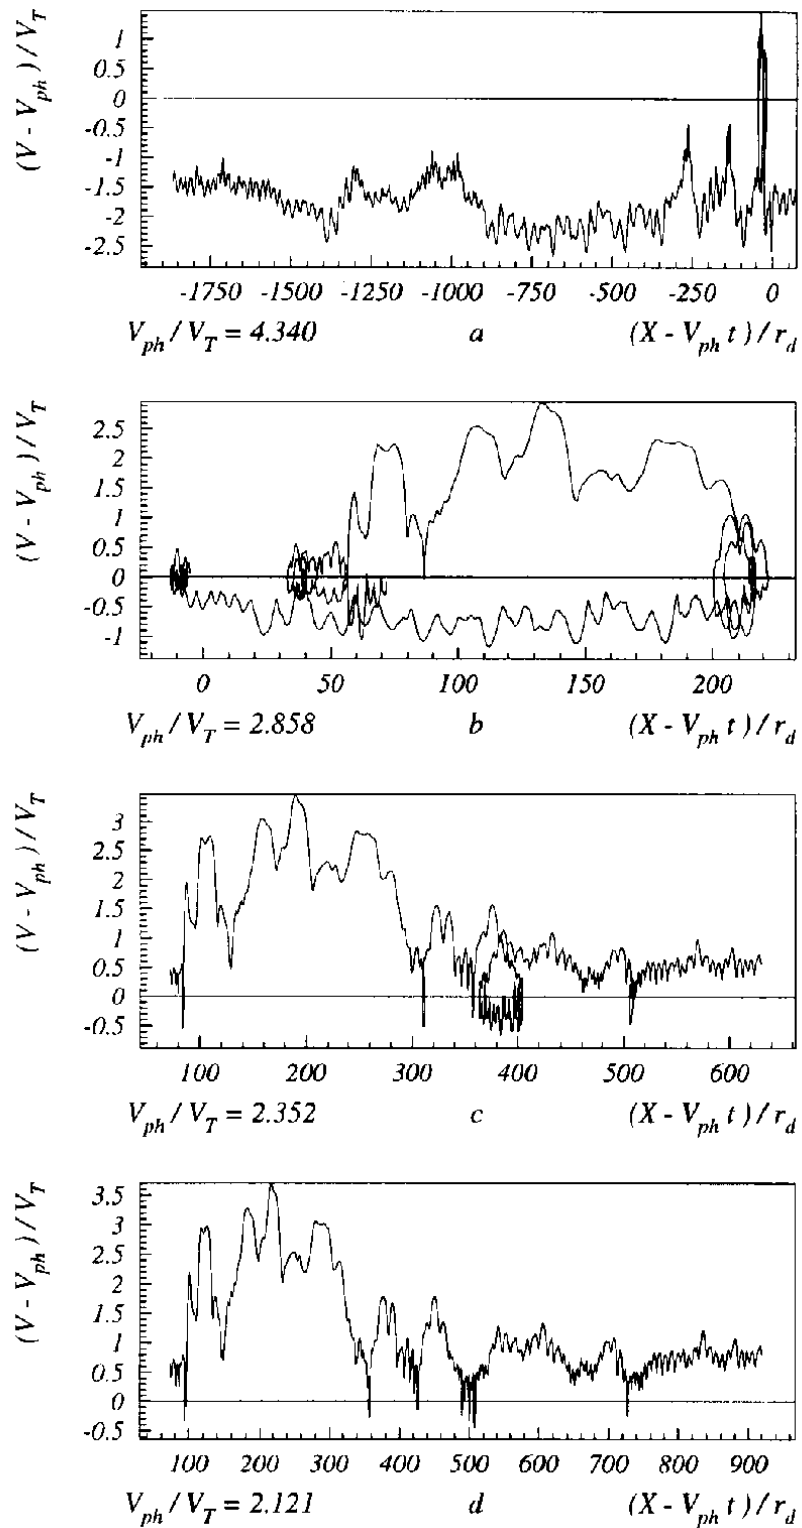 (V - V_ph) / V_T
1
0.5
0
-0.5
-1
-1.5
-2
-2.5
-1750 -1500 -1250 -1000 -750 -500 -250 0
V_ph / V_T = 4.340 a (X - V_ph t) / r_d
(V - V_ph) / V_T
2.5
2
1.5
1
0.5
0
-0.5
-1
0 50 100 150 200
V_ph / V_T = 2.858 b (X - V_ph t) / r_d
(V - V_ph) / V_T
3
2.5
2
1.5
1
0.5
0
-0.5
100 200 300 400 500 600
V_ph / V_T = 2.352 c (X - V_ph t) / r_d
(V - V_ph) / V_T
3.5
3
2.5
2
1.5
1
0.5
0
-0.5
100 200 300 400 500 600 700 800 900
V_ph / V_T = 2.121 d (X - V_ph t) / r_d